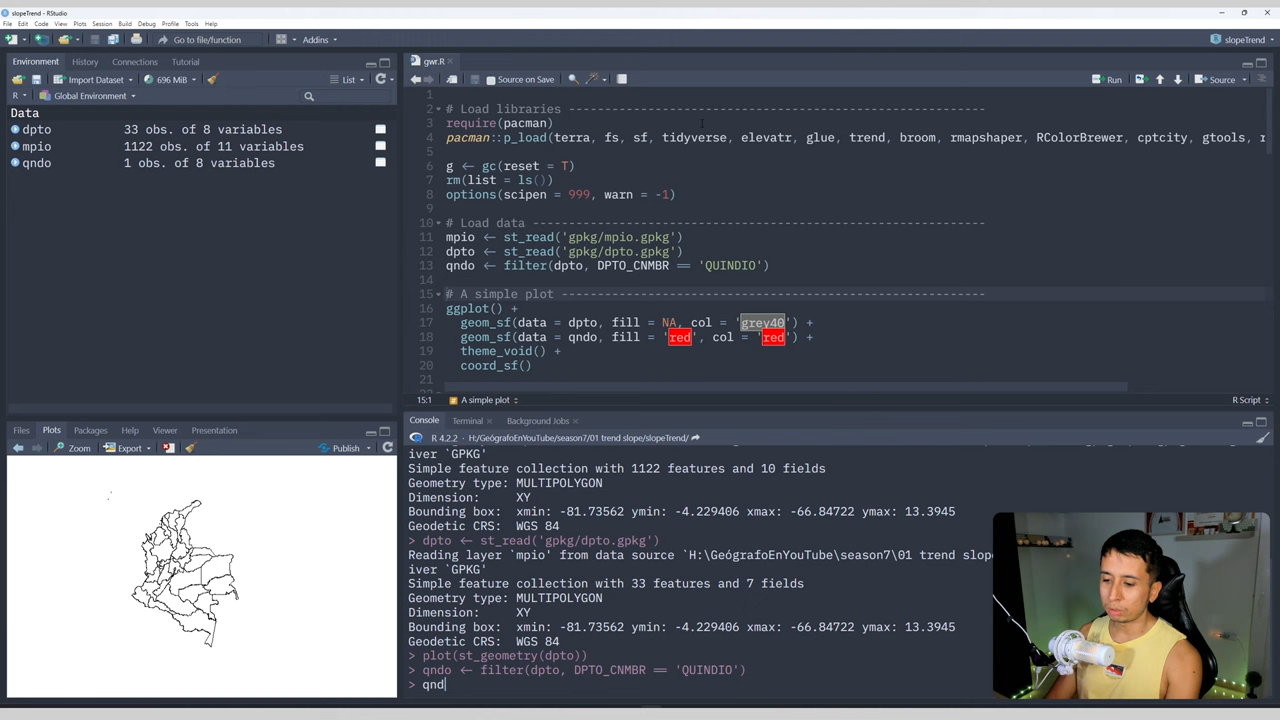 slopeTrend - RStudio
File Edit Code View Plots Session Build Debug Profile Tools Help
Go to file/function Addins slopeTrend
Environment History Connections Tutorial
Import Dataset 696 MiB List
R Global Environment
Data
dpto 33 obs. of 8 variables
mpio 1122 obs. of 11 variables
qndo 1 obs. of 8 variables
gwr.R
Source on Save Run Source
1
2 # Load libraries -----------------------------------------------------------
3 require(pacman)
4 pacman::p_load(terra, fs, sf, tidyverse, elevatr, glue, trend, broom, rmapshaper, RColorBrewer, cptcity, gtools, r
5
6 g <- gc(reset = T)
7 rm(list = ls())
8 options(scipen = 999, warn = -1)
10 # Load data ----------------------------------------------------------------
11 mpio <- st_read('gpkg/mpio.gpkg')
12 dpto <- st_read('gpkg/dpto.gpkg')
13 qndo <- filter(dpto, DPTO_CNMBR == 'QUINDIO')
14
15 # A simple plot ------------------------------------------------------------
16 ggplot() +
17 geom_sf(data = dpto, fill = NA, col = 'grey40') +
18 geom_sf(data = qndo, fill = 'red', col = 'red') +
19 theme_void() +
20 coord_sf()
21
15:1 A simple plot R Script
Files Plots Packages Help Viewer Presentation
Zoom Export Publish
Console Terminal Background Jobs
R 4.2.2 · H:/GeógrafoEnYouTube/season7/01 trend slope/slopeTrend/
iver `GPKG'
Simple feature collection with 1122 features and 10 fields
Geometry type: MULTIPOLYGON
Dimension: XY
Bounding box: xmin: -81.73562 ymin: -4.229406 xmax: -66.84722 ymax: 13.3945
Geodetic CRS: WGS 84
> dpto <- st_read('gpkg/dpto.gpkg')
Reading layer `mpio' from data source `H:\GeógrafoEnYouTube\season7\01 trend slop
iver `GPKG'
Simple feature collection with 33 features and 7 fields
Geometry type: MULTIPOLYGON
Dimension: XY
Bounding box: xmin: -81.73562 ymin: -4.229406 xmax: -66.84722 ymax: 13.3945
Geodetic CRS: WGS 84
> plot(st_geometry(dpto))
> qndo <- filter(dpto, DPTO_CNMBR == 'QUINDIO')
> qnd